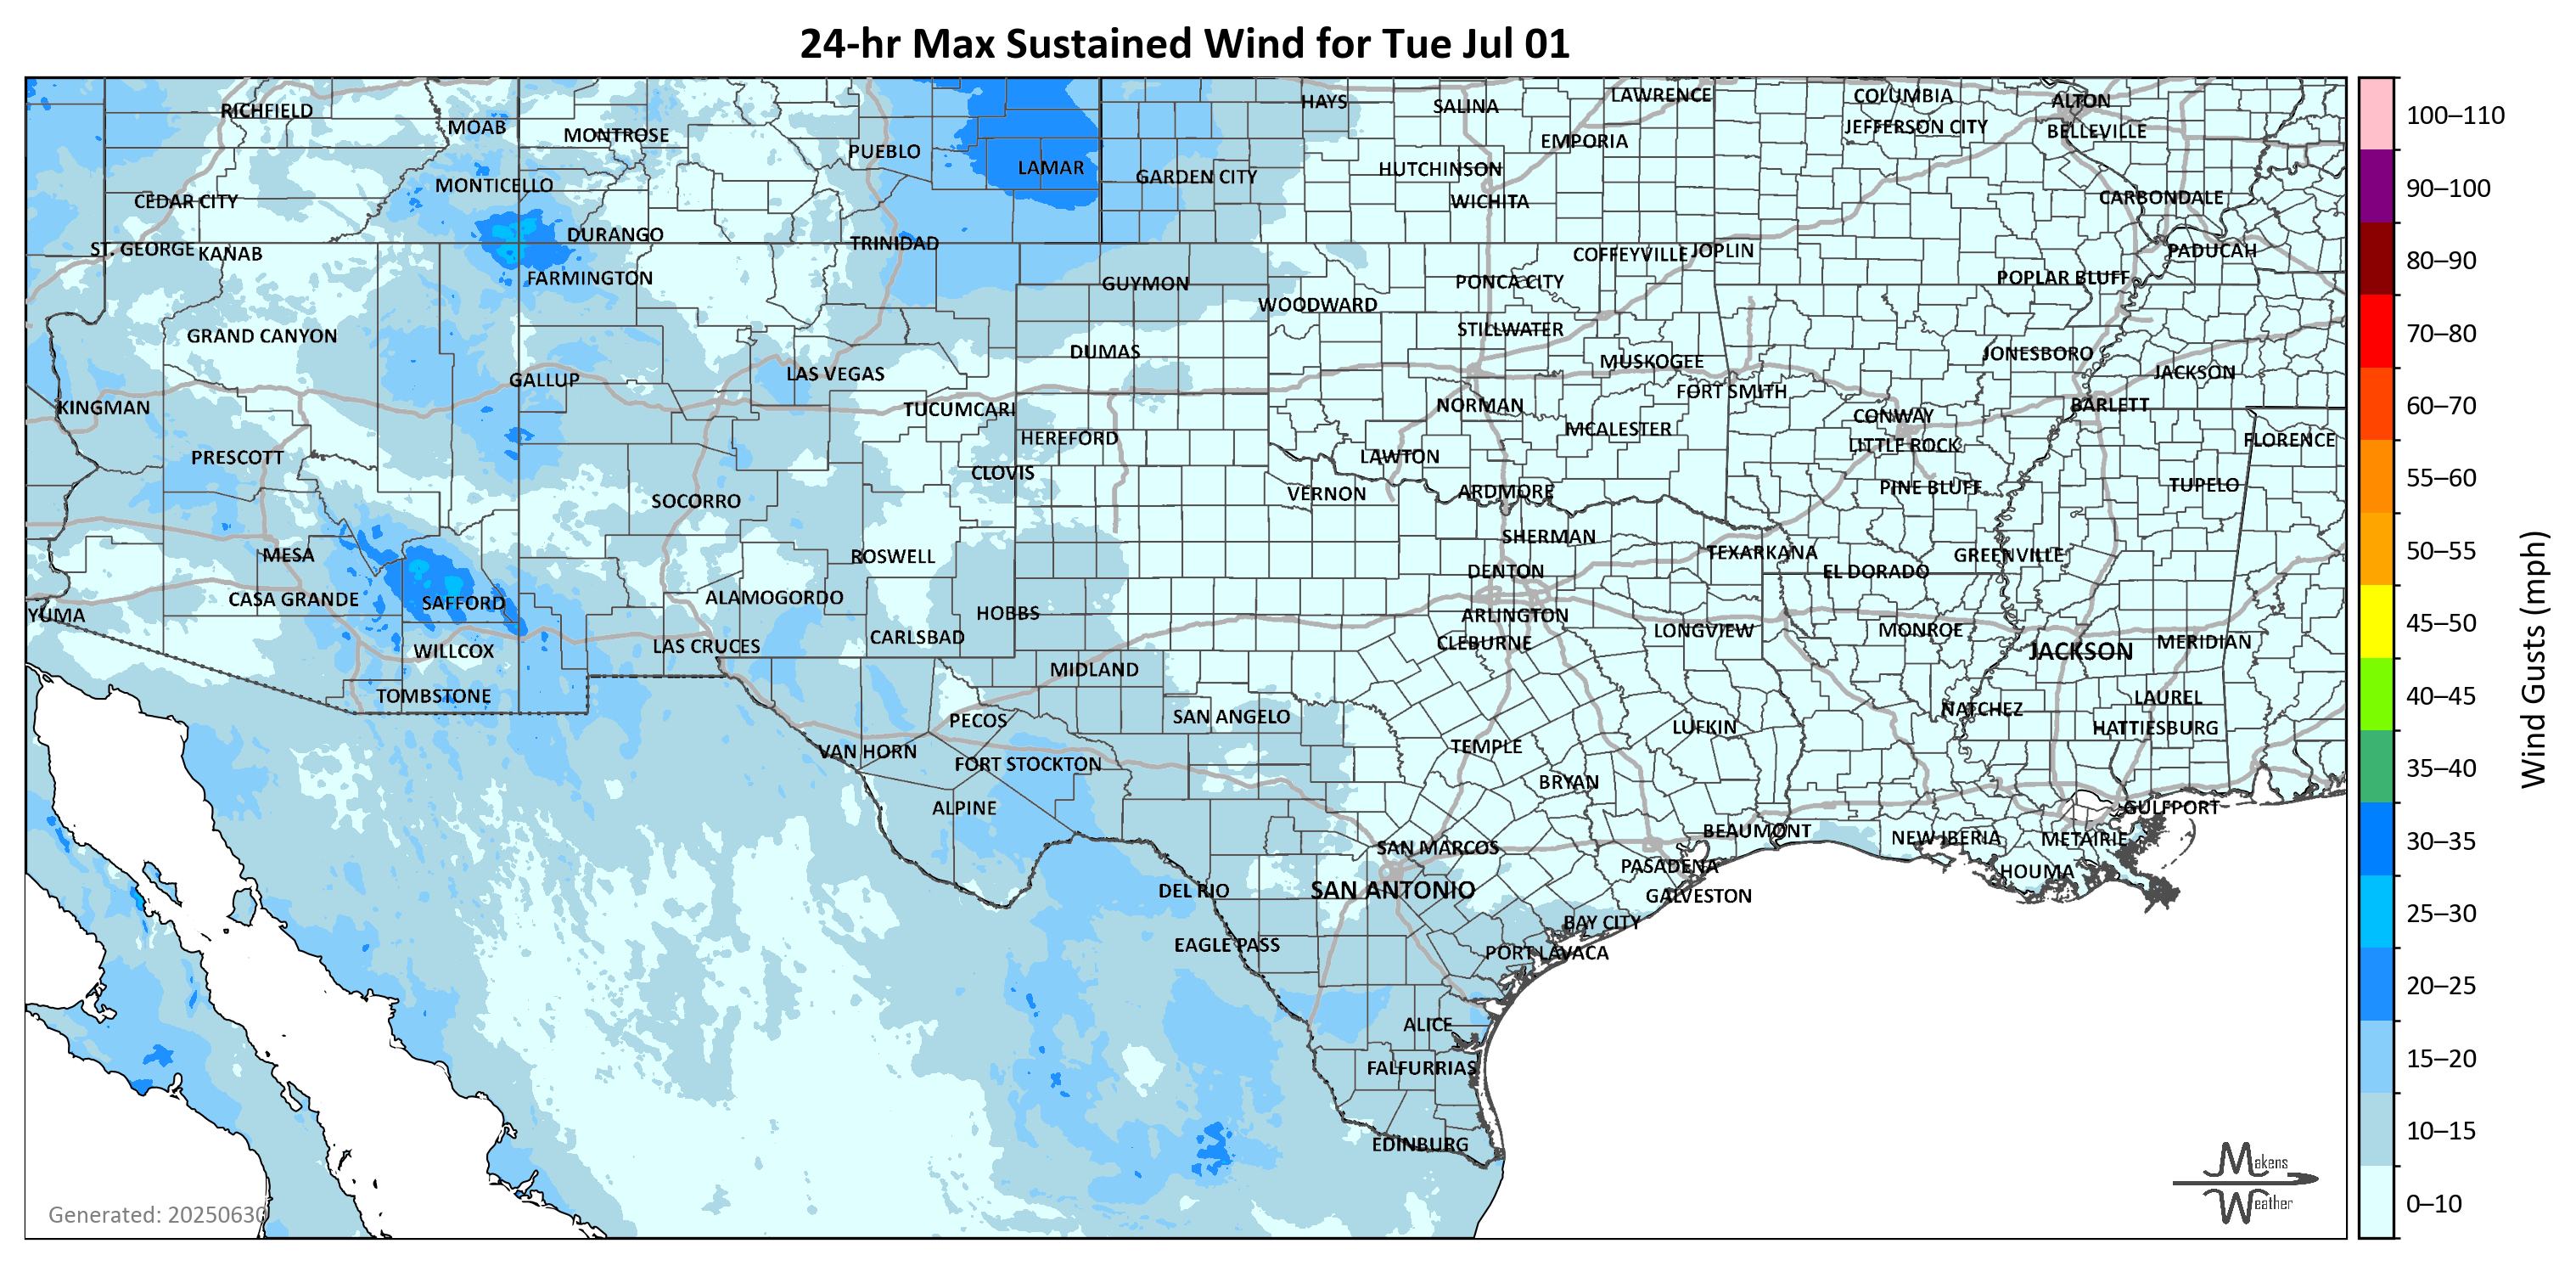 24-hr Max Sustained Wind for Tue Jul 01
RICHFIELD
MOAB
MONTROSE
PUEBLO
LAMAR
HAYS
SALINA
LAWRENCE
COLUMBIA
ALTON
EMPORIA
JEFFERSON CITY
BELLEVILLE
MONTICELLO
GARDEN CITY
HUTCHINSON
CEDAR CITY
WICHITA
CARBONDALE
ST. GEORGE
KANAB
DURANGO
TRINIDAD
COFFEYVILLE
JOPLIN
PADUCAH
FARMINGTON
GUYMON
PONCA CITY
POPLAR BLUFF
WOODWARD
GRAND CANYON
STILLWATER
DUMAS
MUSKOGEE
JONESBORO
GALLUP
LAS VEGAS
JACKSON
FORT SMITH
KINGMAN
TUCUMCARI
NORMAN
CONWAY
BARLETT
HEREFORD
MCALESTER
LITTLE ROCK
FLORENCE
PRESCOTT
CLOVIS
LAWTON
SOCORRO
VERNON
ARDMORE
PINE BLUFF
TUPELO
MESA
ROSWELL
SHERMAN
TEXARKANA
GREENVILLE
DENTON
EL DORADO
CASA GRANDE
SAFFORD
ALAMOGORDO
YUMA
HOBBS
ARLINGTON
WILLCOX
LAS CRUCES
CARLSBAD
CLEBURNE
LONGVIEW
MONROE
JACKSON
MERIDIAN
MIDLAND
TOMBSTONE
PECOS
SAN ANGELO
NATCHEZ
LAUREL
LUFKIN
HATTIESBURG
VAN HORN
FORT STOCKTON
TEMPLE
BRYAN
ALPINE
GULFPORT
BEAUMONT
NEW IBERIA
METAIRIE
SAN MARCOS
PASADENA
HOUMA
DEL RIO
SAN ANTONIO
GALVESTON
BAY CITY
EAGLE PASS
PORT LAVACA
ALICE
FALFURRIAS
EDINBURG
Generated: 20250630
Makens
Weather
100–110
90–100
80–90
70–80
60–70
55–60
50–55
45–50
40–45
35–40
30–35
25–30
20–25
15–20
10–15
0–10
Wind Gusts (mph)